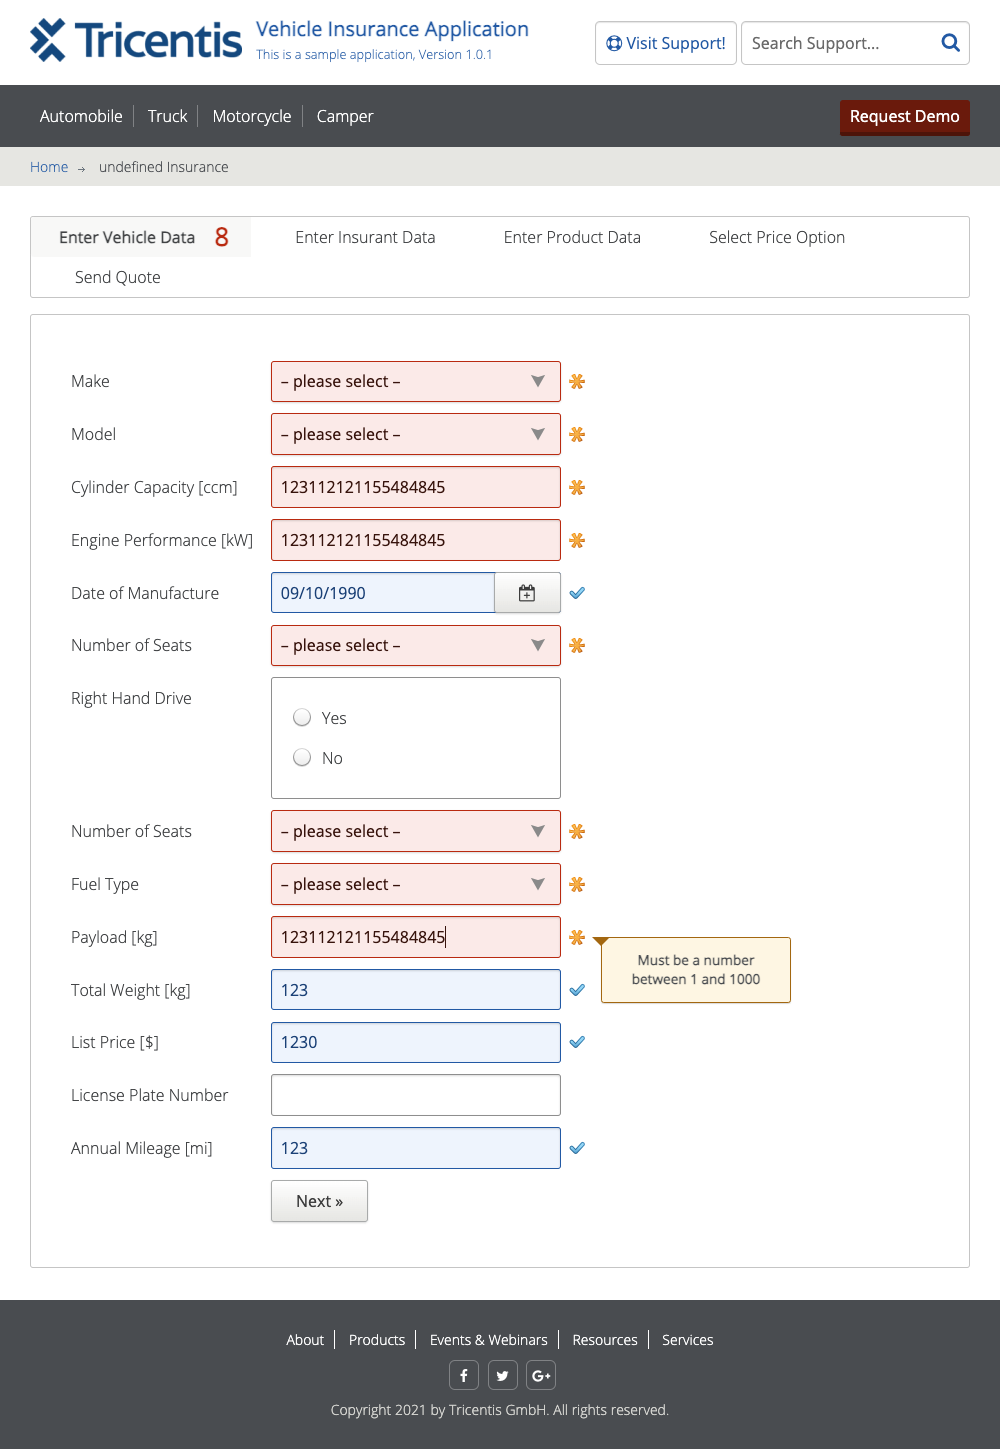 Tricentis
Vehicle Insurance Application
This is a sample application, Version 1.0.1
Visit Support!
Search Support...
Automobile
Truck
Motorcycle
Camper
Request Demo
Home → undefined Insurance
Enter Vehicle Data 8
Enter Insurant Data
Enter Product Data
Select Price Option
Send Quote
Make
– please select –
Model
– please select –
Cylinder Capacity [ccm]
123112121155484845
Engine Performance [kW]
123112121155484845
Date of Manufacture
09/10/1990
Number of Seats
– please select –
Right Hand Drive
Yes
No
Number of Seats
– please select –
Fuel Type
– please select –
Payload [kg]
123112121155484845
Must be a number
between 1 and 1000
Total Weight [kg]
123
List Price [$]
1230
License Plate Number
Annual Mileage [mi]
123
Next »
About
Products
Events & Webinars
Resources
Services
Copyright 2021 by Tricentis GmbH. All rights reserved.